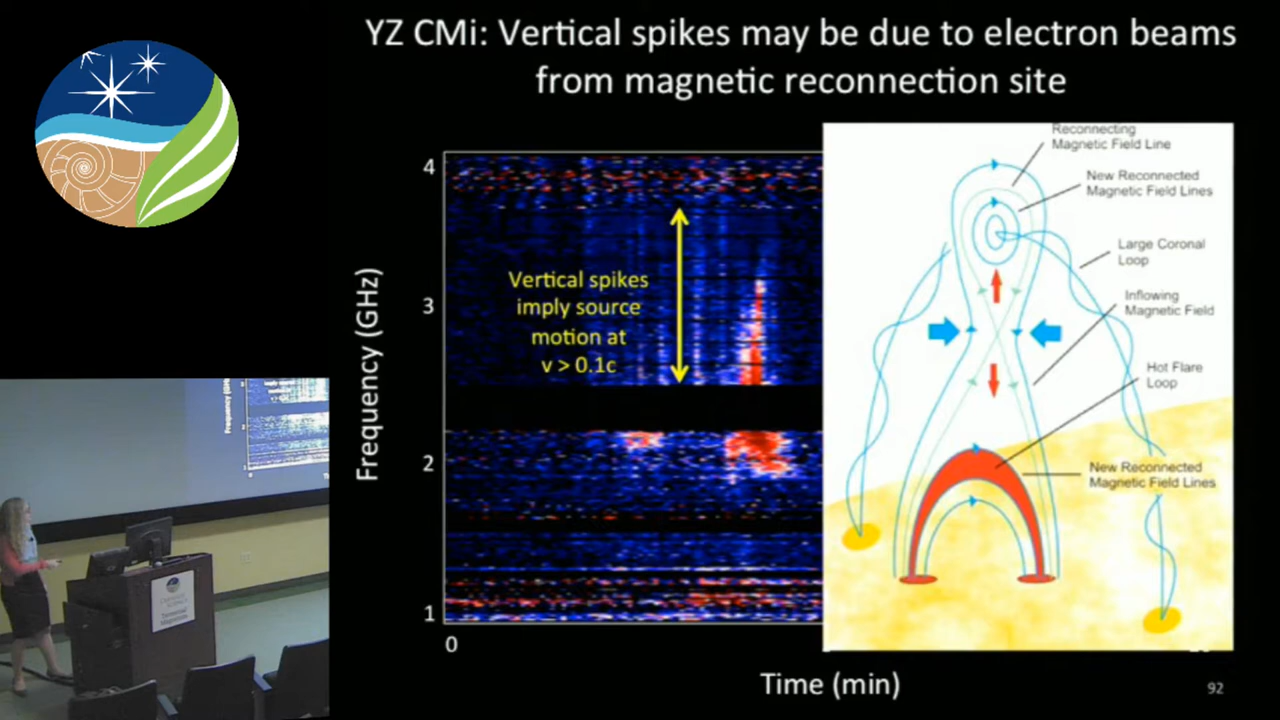 YZ CMi: Vertical spikes may be due to electron beams
from magnetic reconnection site
Frequency (GHz)
4
3
2
1
0
Time (min)
Vertical spikes
imply source
motion at
v > 0.1c
Reconnecting
Magnetic Field Line
New Reconnected
Magnetic Field Lines
Large Coronal
Loop
Inflowing
Magnetic Field
Hot Flare
Loop
New Reconnected
Magnetic Field Lines
92